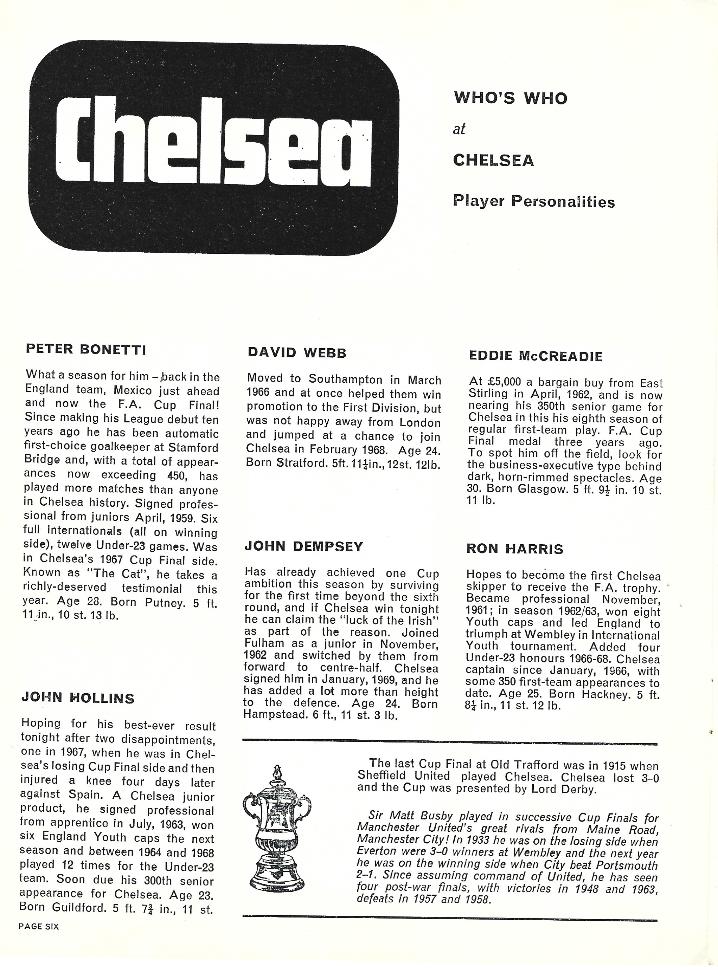 Chelsea
WHO'S WHO
at
CHELSEA
Player Personalities
PETER BONETTI
What a season for him – back in the
England team, Mexico just ahead
and now the F.A. Cup Final!
Since making his League debut ten
years ago he has been automatic
first-choice goalkeeper at Stamford
Bridge and, with a total of appear-
ances now exceeding 450, has
played more matches than anyone
in Chelsea history. Signed profes-
sional from juniors April, 1959. Six
full Internationals (all on winning
side), twelve Under-23 games. Was
in Chelsea's 1967 Cup Final side.
Known as "The Cat", he takes a
richly-deserved testimonial this
year. Age 28. Born Putney. 5 ft.
11 in., 10 st. 13 lb.
JOHN HOLLINS
Hoping for his best-ever result
tonight after two disappointments,
one in 1967, when he was in Chel-
sea's losing Cup Final side and then
injured a knee four days later
against Spain. A Chelsea junior
product, he signed professional
from apprentice in July, 1963, won
six England Youth caps the next
season and between 1964 and 1968
played 12 times for the Under-23
team. Soon due his 300th senior
appearance for Chelsea. Age 23.
Born Guildford. 5 ft. 7¾ in., 11 st.
DAVID WEBB
Moved to Southampton in March
1966 and at once helped them win
promotion to the First Division, but
was not happy away from London
and jumped at a chance to join
Chelsea in February 1968. Age 24.
Born Stratford. 5ft. 11½in., 12st. 12lb.
JOHN DEMPSEY
Has already achieved one Cup
ambition this season by surviving
for the first time beyond the sixth
round, and if Chelsea win tonight
he can claim the "luck of the Irish"
as part of the reason. Joined
Fulham as a junior in November,
1962 and switched by them from
forward to centre-half. Chelsea
signed him in January, 1969, and he
has added a lot more than height
to the defence. Age 24. Born
Hampstead. 6 ft., 11 st. 3 lb.
EDDIE McCREADIE
At £5,000 a bargain buy from East
Stirling in April, 1962, and is now
nearing his 350th senior game for
Chelsea in this his eighth season of
regular first-team play. F.A. Cup
Final medal three years ago.
To spot him off the field, look for
the business-executive type behind
dark, horn-rimmed spectacles. Age
30. Born Glasgow. 5 ft. 9½ in. 10 st.
11 lb.
RON HARRIS
Hopes to become the first Chelsea
skipper to receive the F.A. trophy.
Became professional November,
1961; in season 1962/63, won eight
Youth caps and led England to
triumph at Wembley in International
Youth tournament. Added four
Under-23 honours 1966-68. Chelsea
captain since January, 1966, with
some 350 first-team appearances to
date. Age 25. Born Hackney. 5 ft.
8½ in., 11 st. 12 lb.
The last Cup Final at Old Trafford was in 1915 when
Sheffield United played Chelsea. Chelsea lost 3–0
and the Cup was presented by Lord Derby.
Sir Matt Busby played in successive Cup Finals for
Manchester United's great rivals from Maine Road,
Manchester City! In 1933 he was on the losing side when
Everton were 3–0 winners at Wembley and the next year
he was on the winning side when City beat Portsmouth
2–1. Since assuming command of United, he has seen
four post-war finals, with victories in 1948 and 1963,
defeats in 1957 and 1958.
PAGE SIX